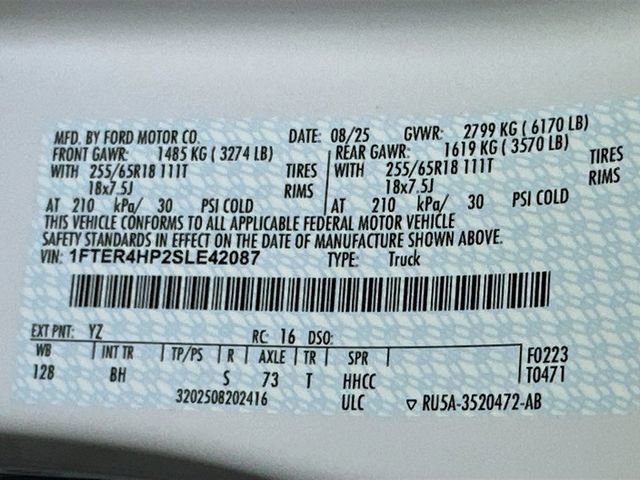 MFD. BY FORD MOTOR CO. DATE: 08/25 GVWR: 2799 KG ( 6170 LB)
FRONT GAWR: 1485 KG ( 3274 LB) REAR GAWR: 1619 KG ( 3570 LB)
WITH 255/65R18 111T TIRES WITH 255/65R18 111T TIRES
18x7.5J RIMS 18x7.5J RIMS
AT 210 kPa/ 30 PSI COLD AT 210 kPa/ 30 PSI COLD
THIS VEHICLE CONFORMS TO ALL APPLICABLE FEDERAL MOTOR VEHICLE
SAFETY STANDARDS IN EFFECT ON THE DATE OF MANUFACTURE SHOWN ABOVE.
VIN: 1FTER4HP2SLE42087 TYPE: Truck
EXT PNT: YZ RC: 16 DSO:
WB INT TR TP/PS R AXLE TR SPR F0223
128 BH S 73 T HHCC T0471
3202508202416 ULC ▽ RU5A-3520472-AB